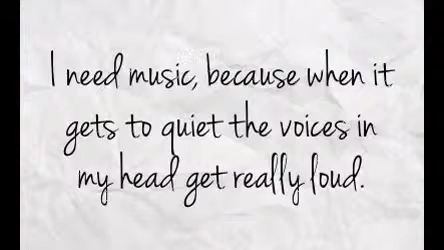 I need music, because when it
gets to quiet the voices in
my head get really loud.